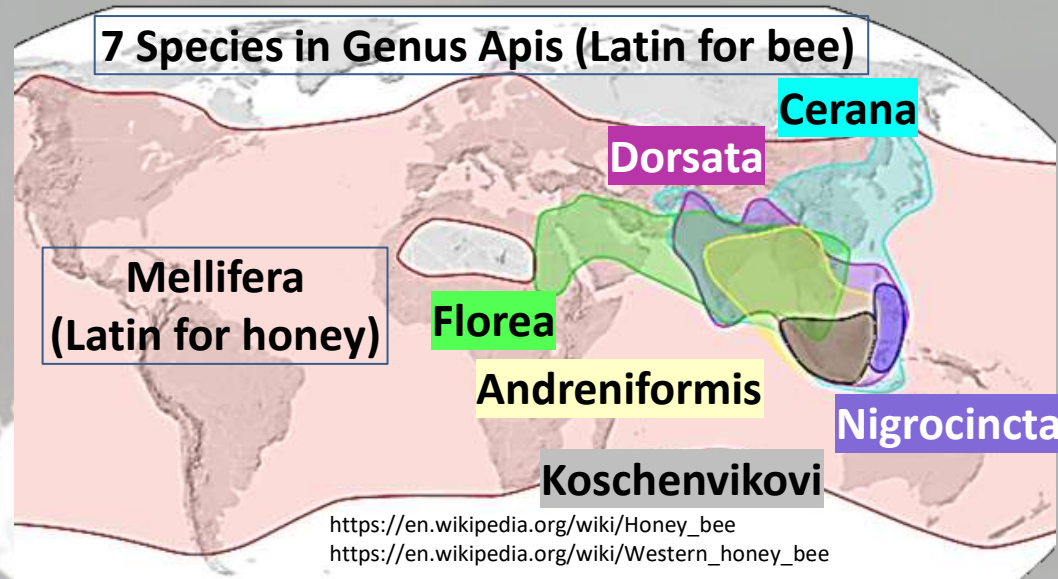 7 Species in Genus Apis (Latin for bee)
Cerana
Dorsata
Mellifera
(Latin for honey)
Florea
Andreniformis
Nigrocincta
Koschenvikovi
https://en.wikipedia.org/wiki/Honey_bee
https://en.wikipedia.org/wiki/Western_honey_bee